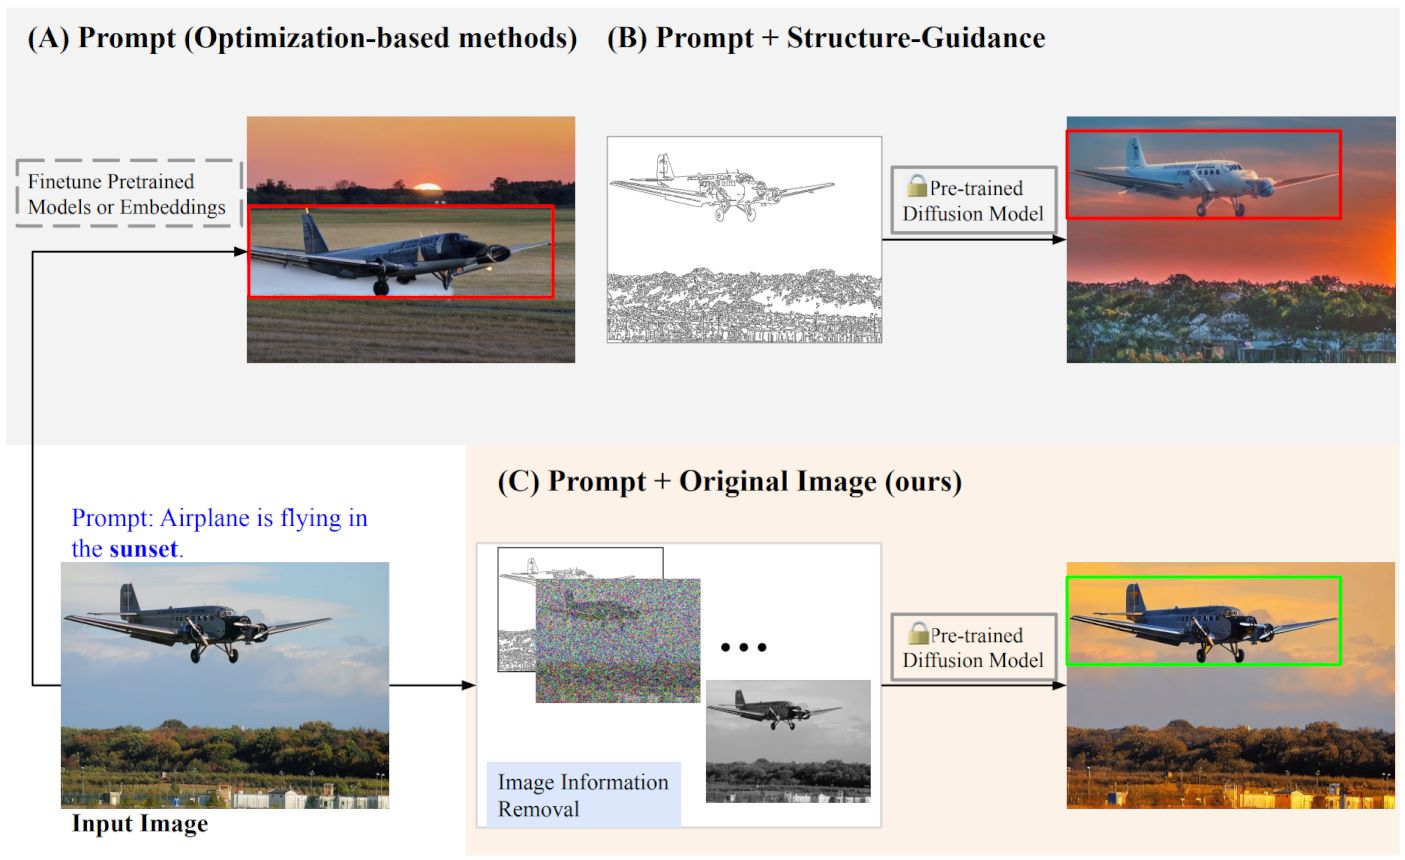 (A) Prompt (Optimization-based methods)
(B) Prompt + Structure-Guidance
Finetune Pretrained
Models or Embeddings
Pre-trained
Diffusion Model
(C) Prompt + Original Image (ours)
Prompt: Airplane is flying in
the sunset.
Input Image
Image Information
Removal
Pre-trained
Diffusion Model